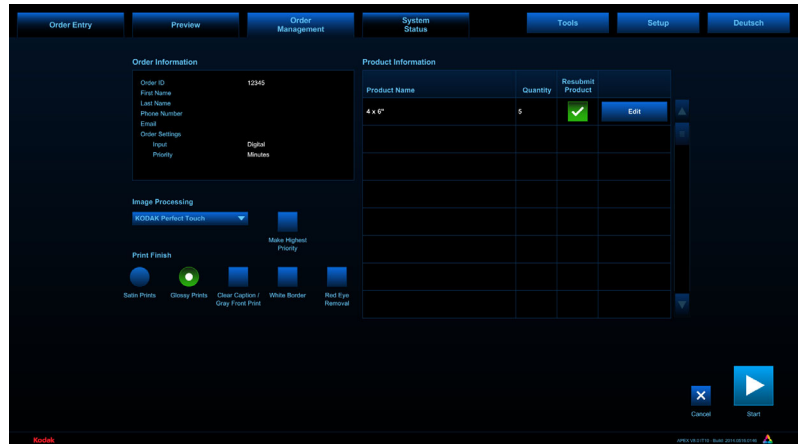 Order Entry
Preview
Order
Management
System
Status
Tools
Setup
Deutsch
Order Information
Order ID 12345
First Name
Last Name
Phone Number
Email
Order Settings
Input Digital
Priority Minutes
Product Information
Product Name Quantity Resubmit
Product
4 x 6" 5 Edit
Image Processing
KODAK Perfect Touch
Make Highest
Priority
Print Finish
Satin Prints
Glossy Prints
Clear Caption /
Gray Front Print
White Border
Red Eye
Removal
Cancel
Start
Kodak